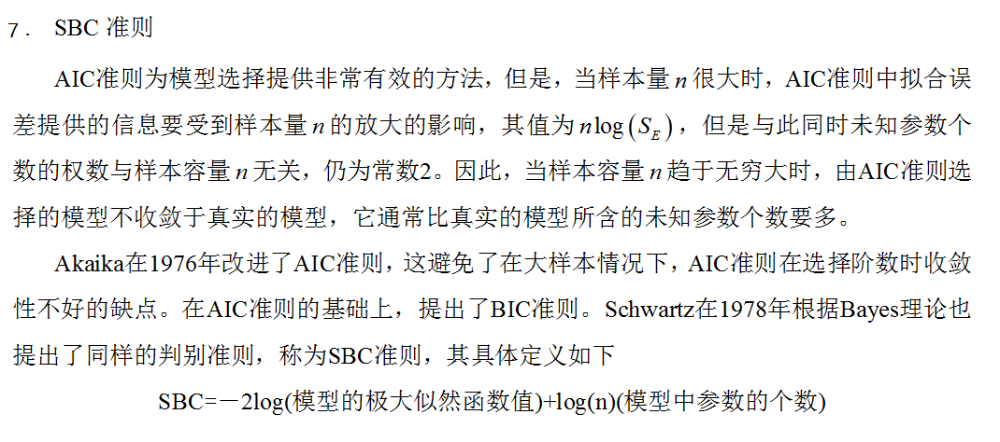 7． SBC 准则
AIC准则为模型选择提供非常有效的方法，但是，当样本量n很大时，AIC准则中拟合误
差提供的信息要受到样本量n的放大的影响，其值为nlog(S_E)，但是与此同时未知参数个
数的权数与样本容量n无关，仍为常数2。因此，当样本容量n趋于无穷大时，由AIC准则选
择的模型不收敛于真实的模型，它通常比真实的模型所含的未知参数个数要多。
Akaika在1976年改进了AIC准则，这避免了在大样本情况下，AIC准则在选择阶数时收敛
性不好的缺点。在AIC准则的基础上，提出了BIC准则。Schwartz在1978年根据Bayes理论也
提出了同样的判别准则，称为SBC准则，其具体定义如下
SBC=－2log(模型的极大似然函数值)+log(n)(模型中参数的个数)